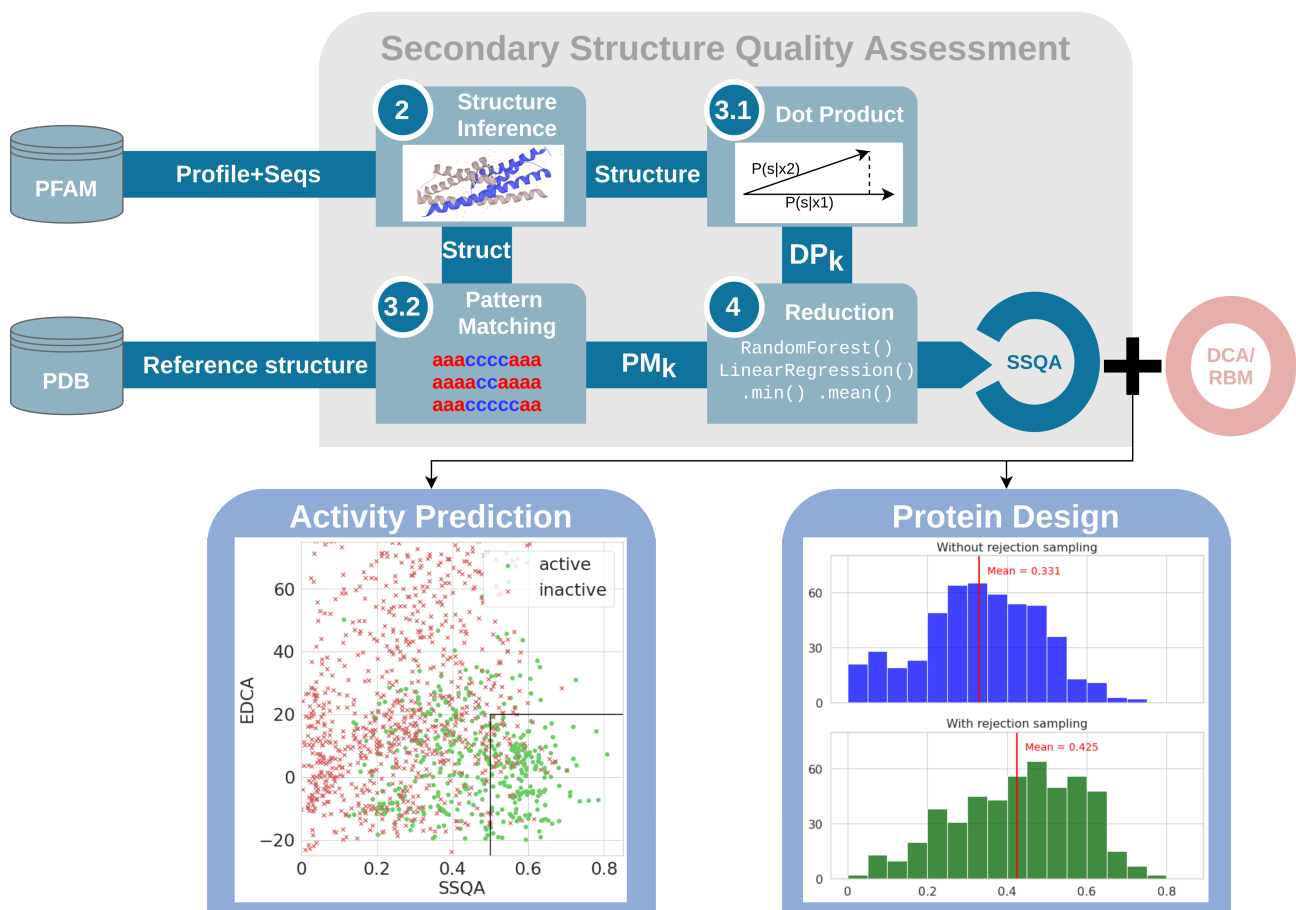 Secondary Structure Quality Assessment
PFAM
Profile+Seqs
2
Structure
Inference
Structure
3.1
Dot Product
P(s|x2)
P(s|x1)
Struct
DPk
PDB
Reference structure
3.2
Pattern
Matching
aaaccccaaa
aaaaccaaaa
aaacccccaa
PMk
4
Reduction
RandomForest()
LinearRegression()
.min() .mean()
SSQA
DCA/
RBM
Activity Prediction
active
inactive
60
40
20
0
−20
EDCA
0
0.2
0.4
0.6
0.8
SSQA
Protein Design
Without rejection sampling
Mean = 0.331
60
30
0
With rejection sampling
Mean = 0.425
60
30
0
0
0.2
0.4
0.6
0.8